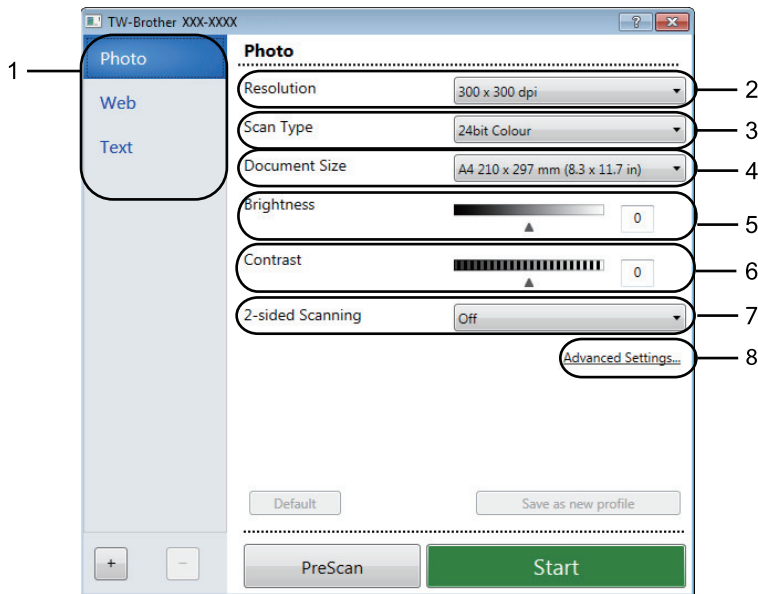 TW-Brother XXX-XXXX
?
1
Photo
Web
Text
Photo
Resolution 300 x 300 dpi 2
Scan Type 24bit Colour 3
Document Size A4 210 x 297 mm (8.3 x 11.7 in) 4
Brightness 0 5
Contrast 0 6
2-sided Scanning Off 7
Advanced Settings... 8
Default Save as new profile
+ − PreScan Start